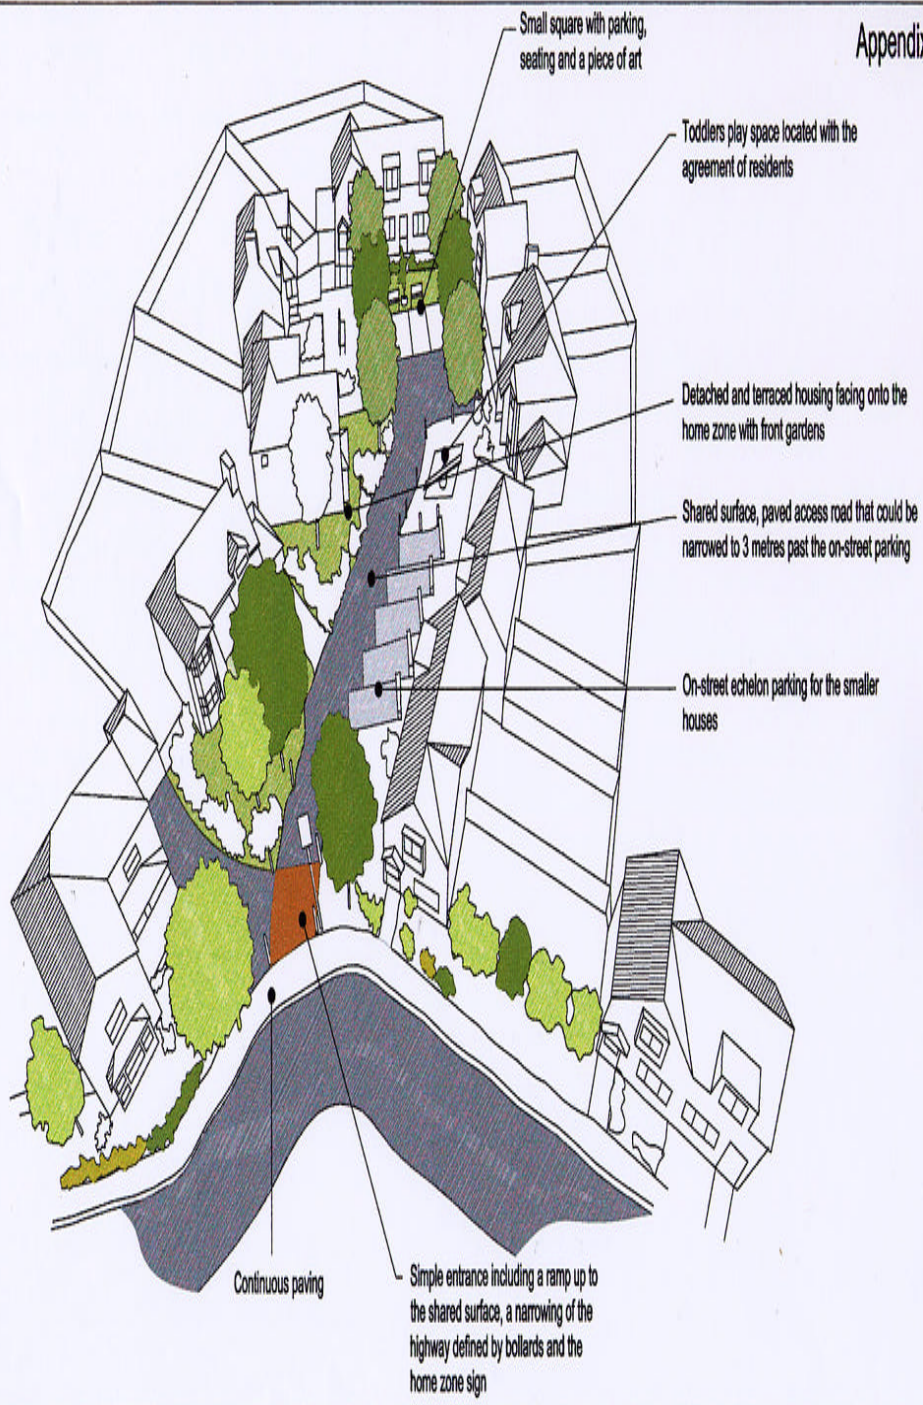 Small square with parking,
seating and a piece of art
Toddlers play space located with the
agreement of residents
Detached and terraced housing facing onto the
home zone with front gardens
Shared surface, paved access road that could be
narrowed to 3 metres past the on-street parking
On-street echelon parking for the smaller
houses
Continuous paving
Simple entrance including a ramp up to
the shared surface, a narrowing of the
highway defined by bollards and the
home zone sign